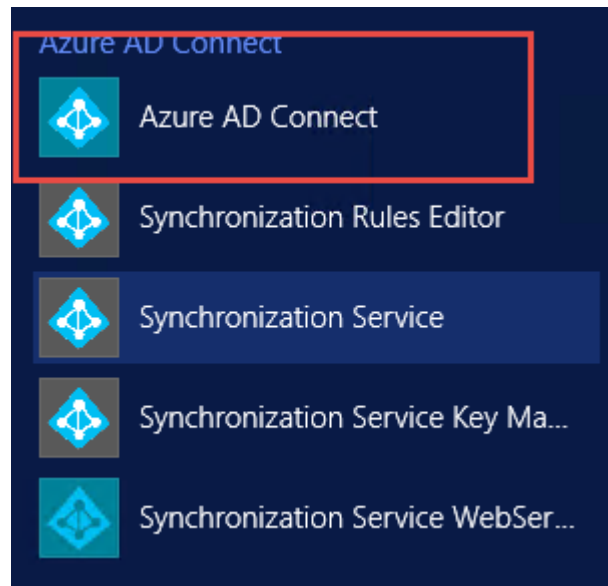 Azure AD Connect
Azure AD Connect
Synchronization Rules Editor
Synchronization Service
Synchronization Service Key Ma...
Synchronization Service WebSer...